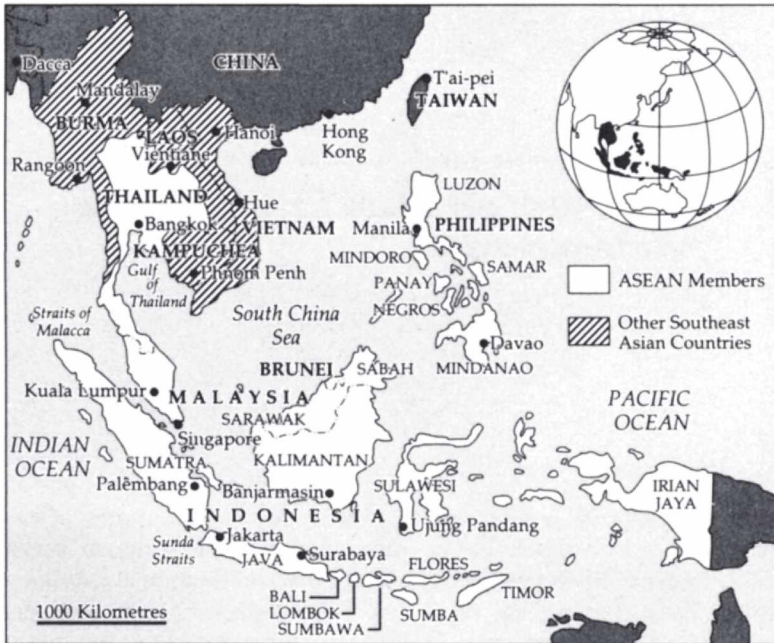 CHINA
Dacca
Mandalay
BURMA
LAOS
Hanoi
Vientiane
Hong
Kong
T'ai-pei
TAIWAN
Rangoon
THAILAND
Hue
Bangkok
VIETNAM
KAMPUCHEA
Phnom Penh
Gulf
of
Thailand
LUZON
Manila
PHILIPPINES
MINDORO
SAMAR
PANAY
NEGROS
Davao
MINDANAO
ASEAN Members
Other Southeast
Asian Countries
Straits of
Malacca
South China
Sea
BRUNEI
SABAH
Kuala Lumpur
MALAYSIA
SARAWAK
Singapore
PACIFIC
OCEAN
INDIAN
OCEAN
SUMATRA
KALIMANTAN
Palembang
Banjarmasin
SULAWESI
IRIAN
JAYA
INDONESIA
Ujung Pandang
Sunda
Straits
Jakarta
JAVA
Surabaya
FLORES
TIMOR
BALI
LOMBOK
SUMBAWA
SUMBA
1000 Kilometres